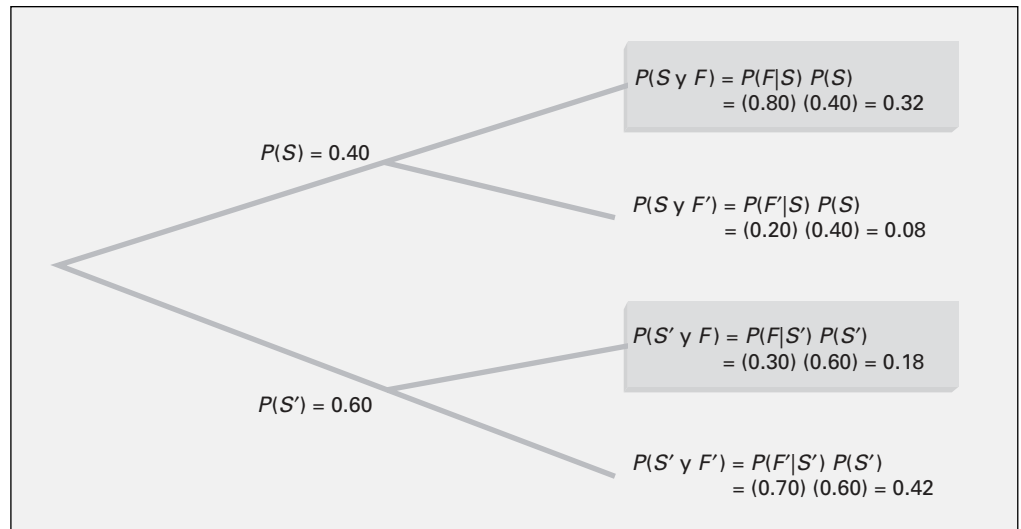 P(S y F) = P(F|S) P(S)
= (0.80) (0.40) = 0.32
P(S) = 0.40
P(S y F′) = P(F′|S) P(S)
= (0.20) (0.40) = 0.08
P(S′ y F) = P(F|S′) P(S′)
= (0.30) (0.60) = 0.18
P(S′) = 0.60
P(S′ y F′) = P(F′|S′) P(S′)
= (0.70) (0.60) = 0.42